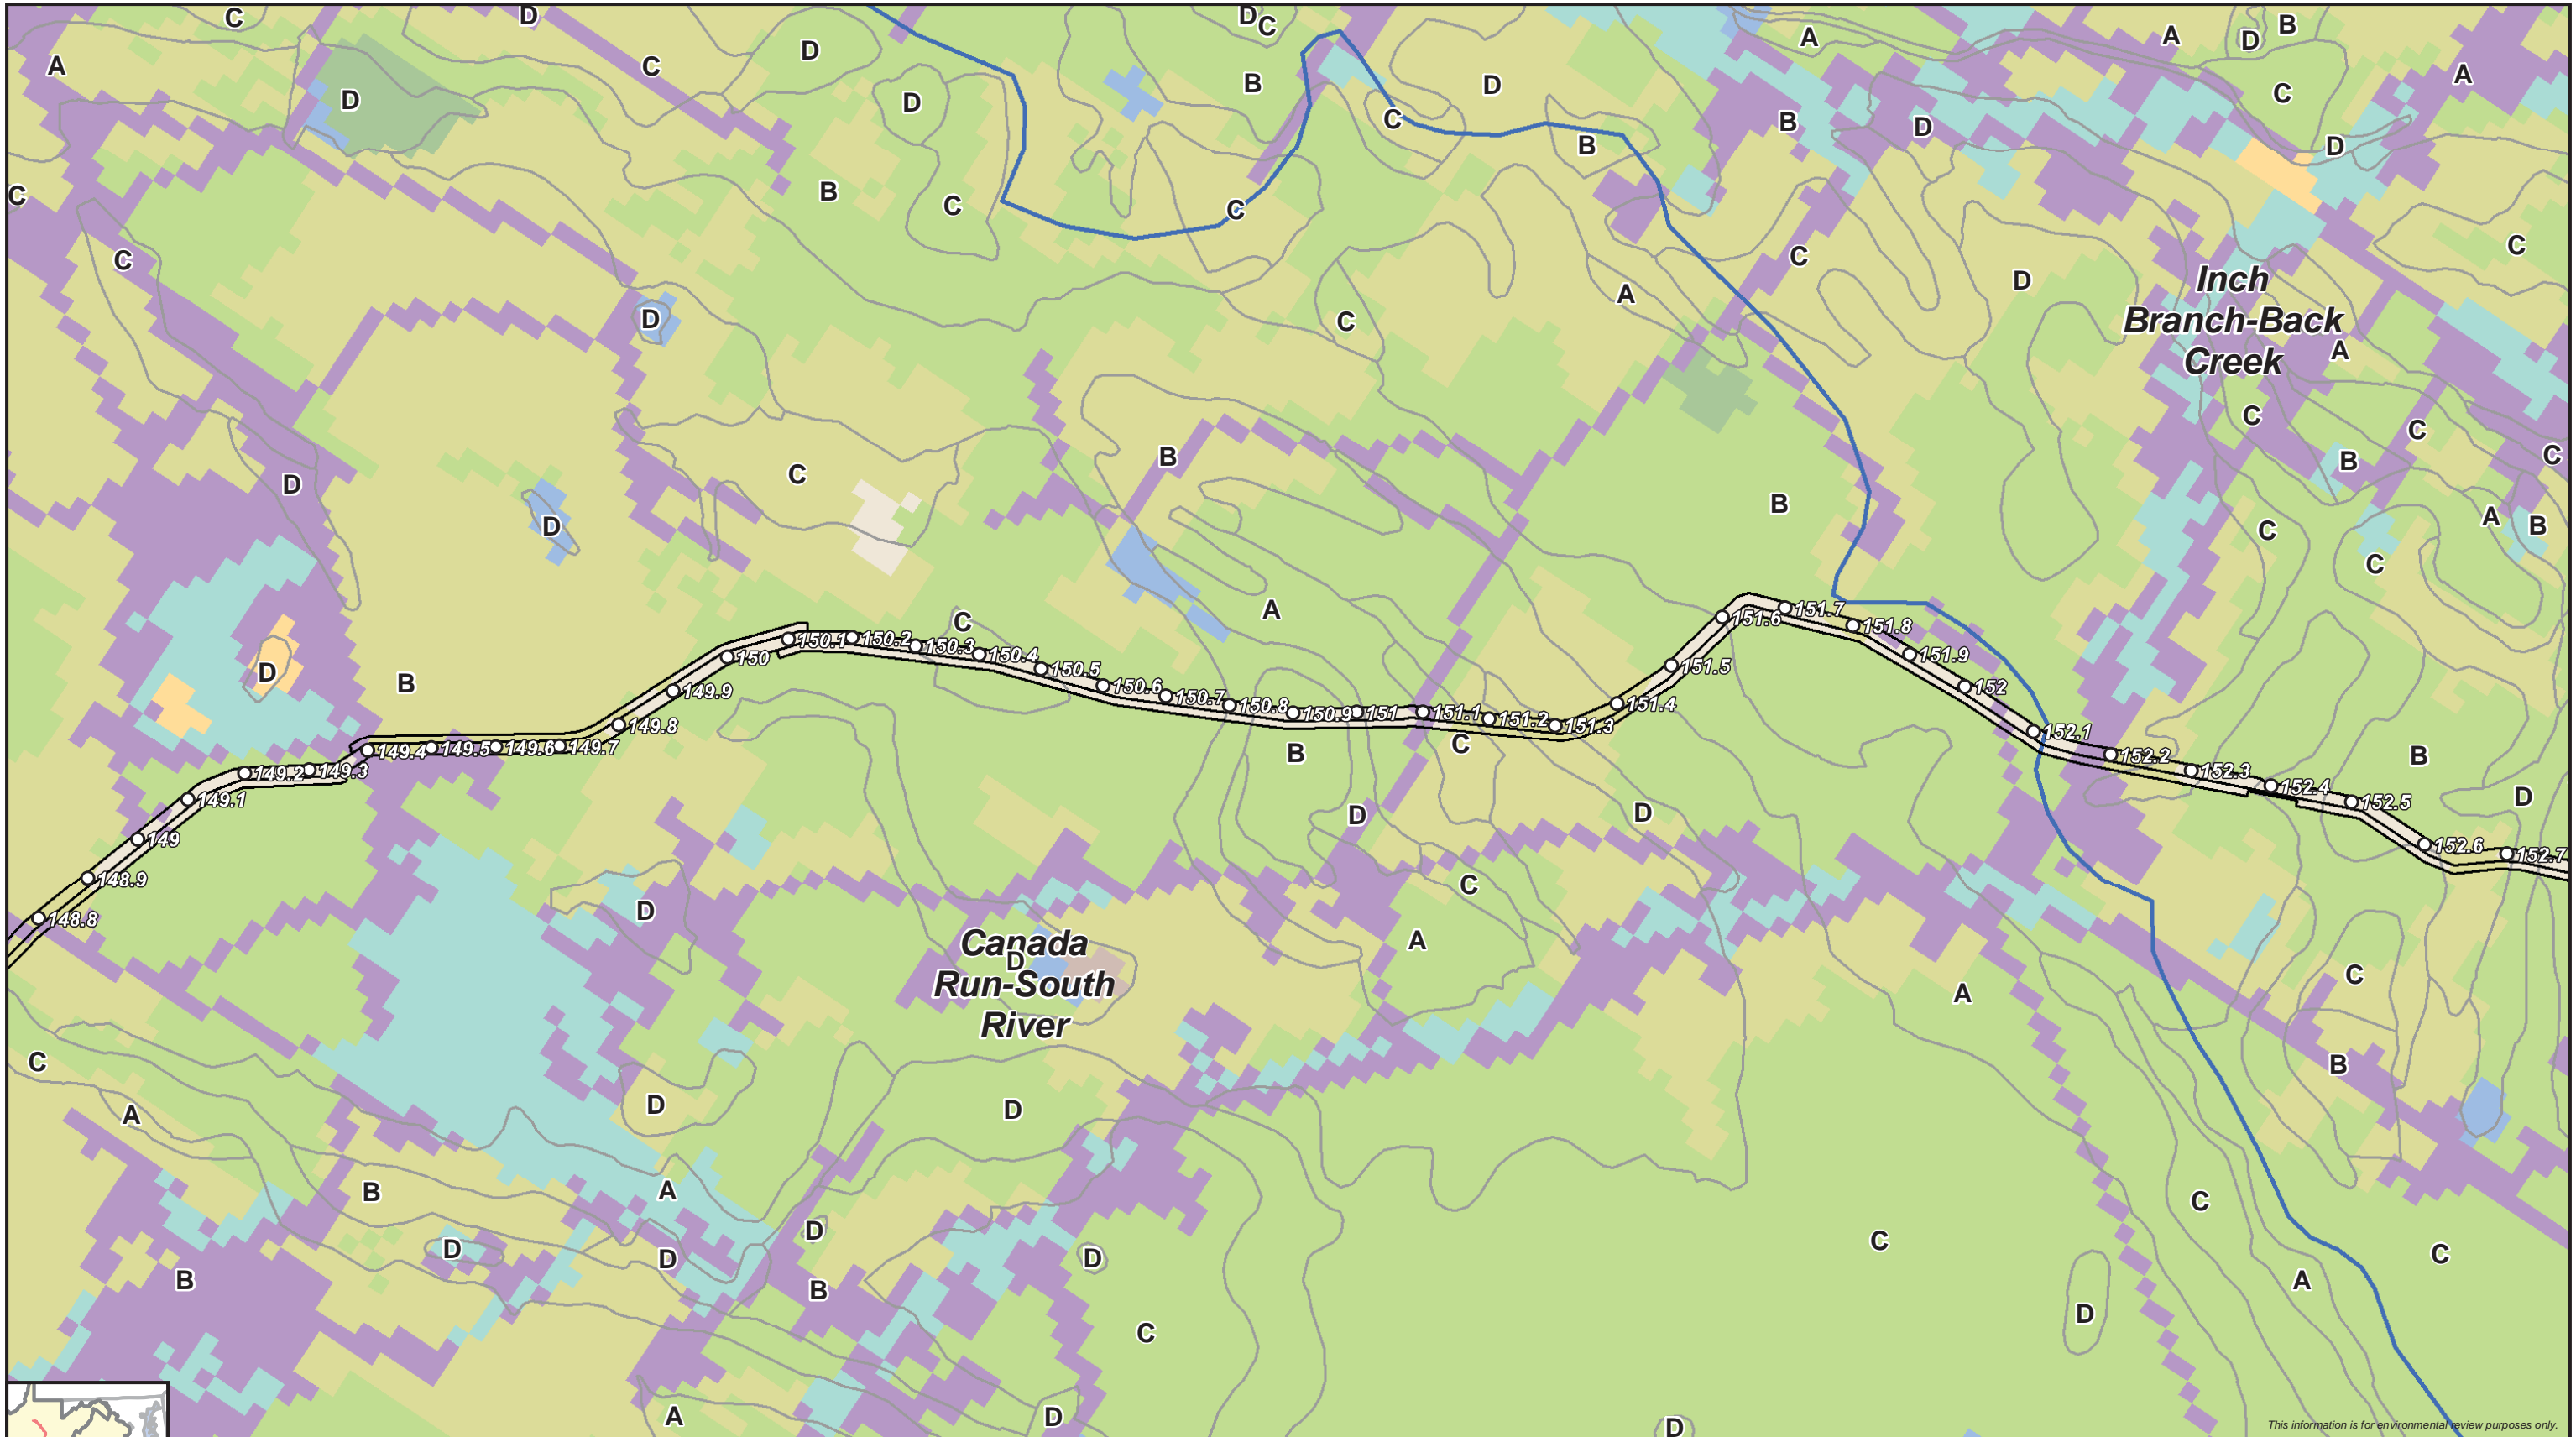 C
D
D
C
A
B
D
A
D
C
D
A
B
C
D
B
A
C
D
D
C
B
D
B
D
C
B
C
C
C
C
C
D
A
D
C
Inch
Branch-Back
Creek
A
C
C
C
B
C
B
D
B
D
C
A
B
C
C
A
C
D
B
148.8
148.9
149
149.1
149.2
149.3
149.4
149.5
149.6
149.7
149.8
149.9
150
150.1
150.2
150.3
150.4
150.5
150.6
150.7
150.8
150.9
151
151.1
151.2
151.3
151.4
151.5
151.6
151.7
151.8
151.9
152
152.1
152.2
152.3
152.4
152.5
152.6
152.7
B
C
B
D
D
D
C
D
A
Canada
D
Run-South
River
A
C
C
B
A
D
D
B
A
D
D
D
D
B
B
C
C
C
C
A
D
A
D
D
This information is for environmental review purposes only.